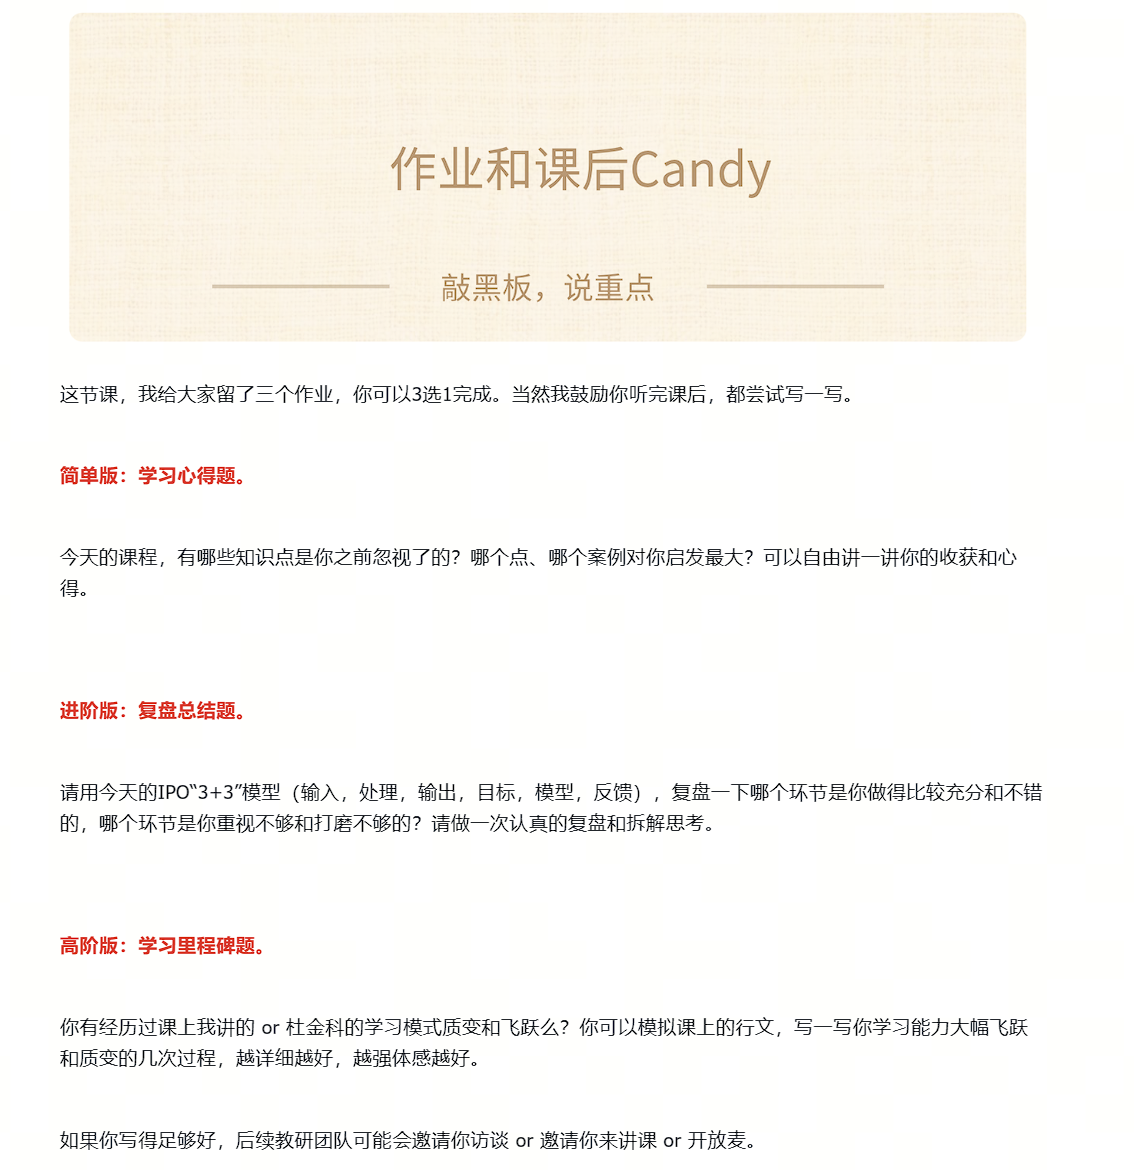 作业和课后Candy
敲黑板，说重点
这节课，我给大家留了三个作业，你可以3选1完成。当然我鼓励你听完课后，都尝试写一写。
简单版：学习心得题。
今天的课程，有哪些知识点是你之前忽视了的？哪个点、哪个案例对你启发最大？可以自由讲一讲你的收获和心
得。
进阶版：复盘总结题。
请用今天的IPO“3+3”模型（输入，处理，输出，目标，模型，反馈），复盘一下哪个环节是你做得比较充分和不错
的，哪个环节是你重视不够和打磨不够的？请做一次认真的复盘和拆解思考。
高阶版：学习里程碑题。
你有经历过课上我讲的 or 杜金科的学习模式质变和飞跃么？你可以模拟课上的行文，写一写你学习能力大幅飞跃
和质变的几次过程，越详细越好，越强体感越好。
如果你写得足够好，后续教研团队可能会邀请你访谈 or 邀请你来讲课 or 开放麦。